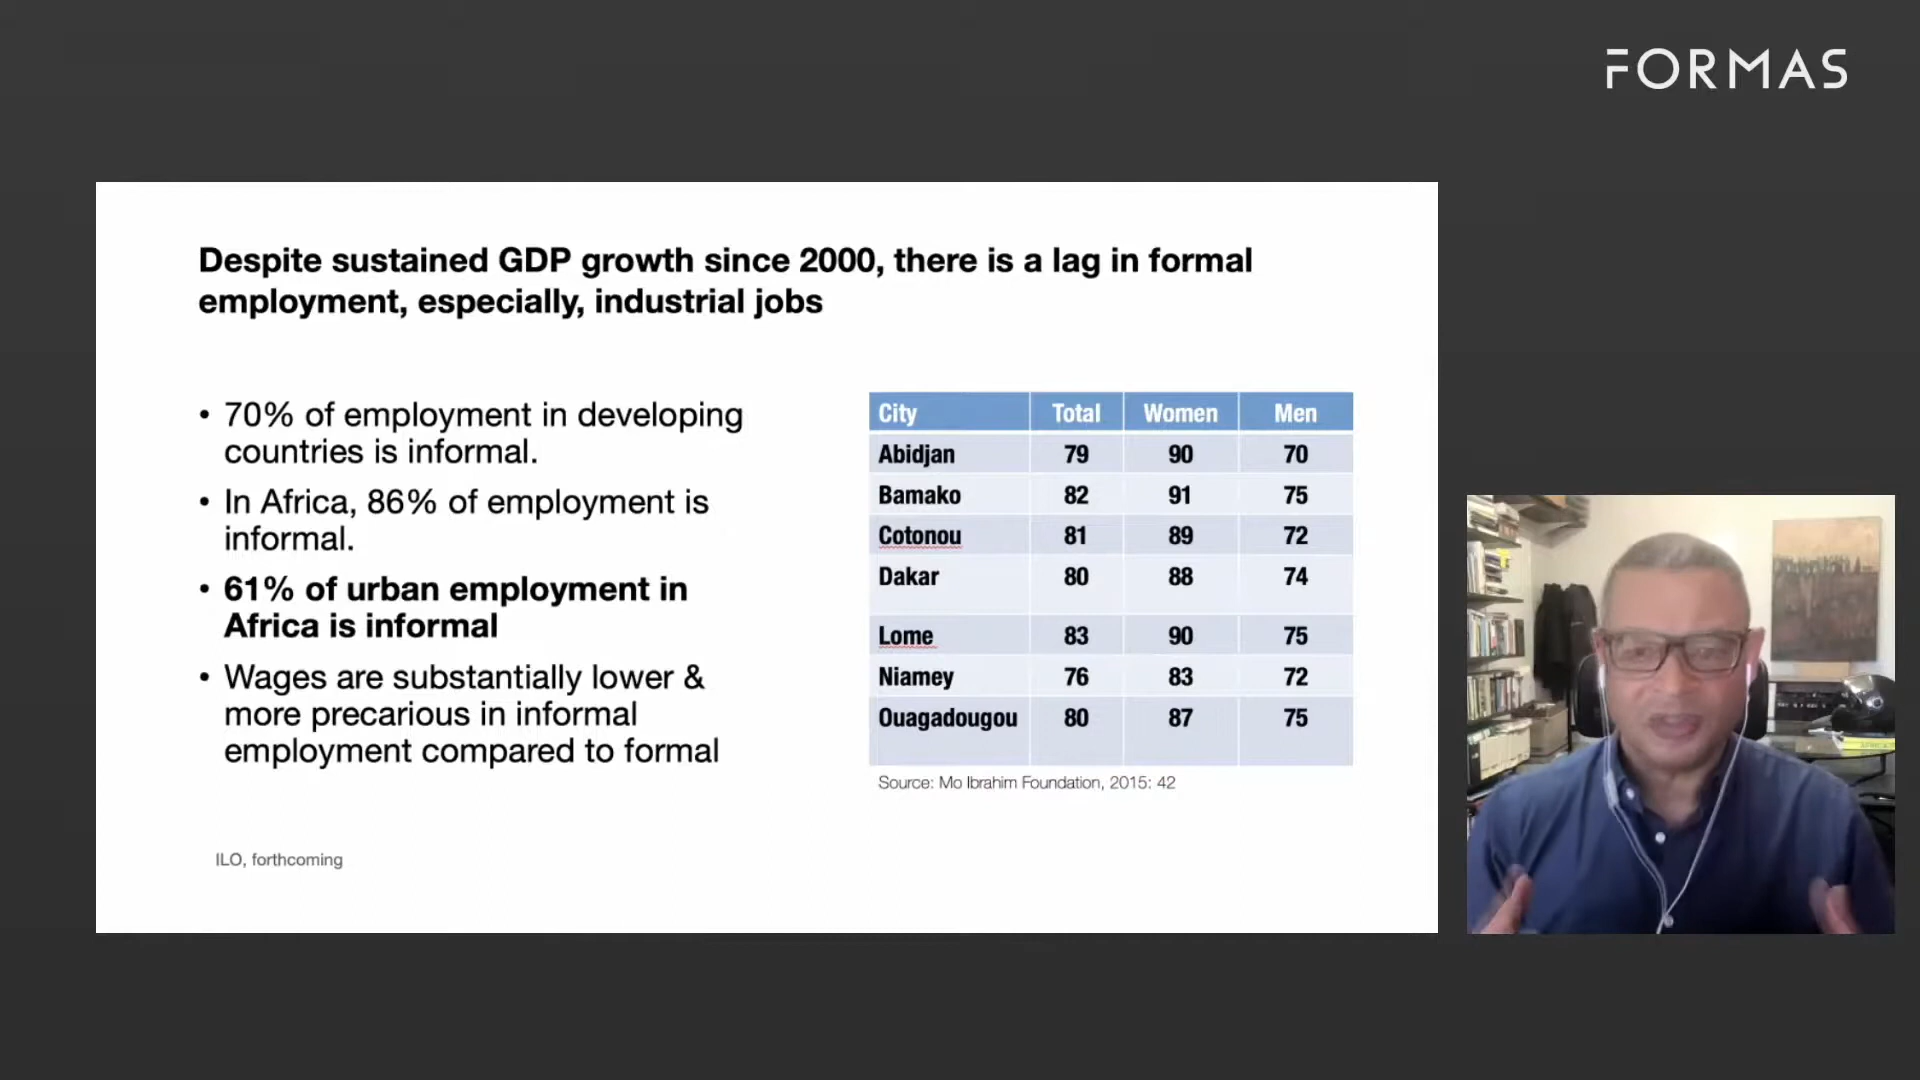 FORMAS
Despite sustained GDP growth since 2000, there is a lag in formal
employment, especially, industrial jobs
• 70% of employment in developing
countries is informal.
• In Africa, 86% of employment is
informal.
• 61% of urban employment in
Africa is informal
• Wages are substantially lower &
more precarious in informal
employment compared to formal
City Total Women Men
Abidjan 79 90 70
Bamako 82 91 75
Cotonou 81 89 72
Dakar 80 88 74
Lome 83 90 75
Niamey 76 83 72
Ouagadougou 80 87 75
Source: Mo Ibrahim Foundation, 2015: 42
ILO, forthcoming